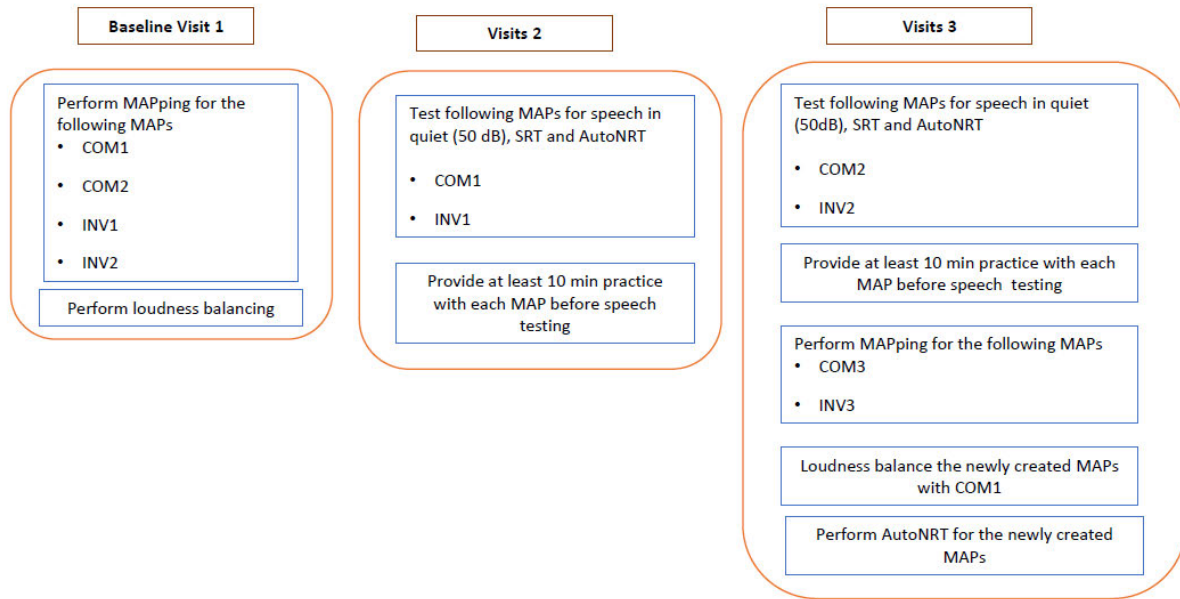 Baseline Visit 1
Perform MAPping for the
following MAPs
• COM1
• COM2
• INV1
• INV2
Perform loudness balancing
Visits 2
Test following MAPs for speech in
quiet (50 dB), SRT and AutoNRT
• COM1
• INV1
Provide at least 10 min practice
with each MAP before speech
testing
Visits 3
Test following MAPs for speech in quiet
(50dB), SRT and AutoNRT
• COM2
• INV2
Provide at least 10 min practice with each
MAP before speech testing
Perform MAPping for the following MAPs
• COM3
• INV3
Loudness balance the newly created MAPs
with COM1
Perform AutoNRT for the newly created
MAPs